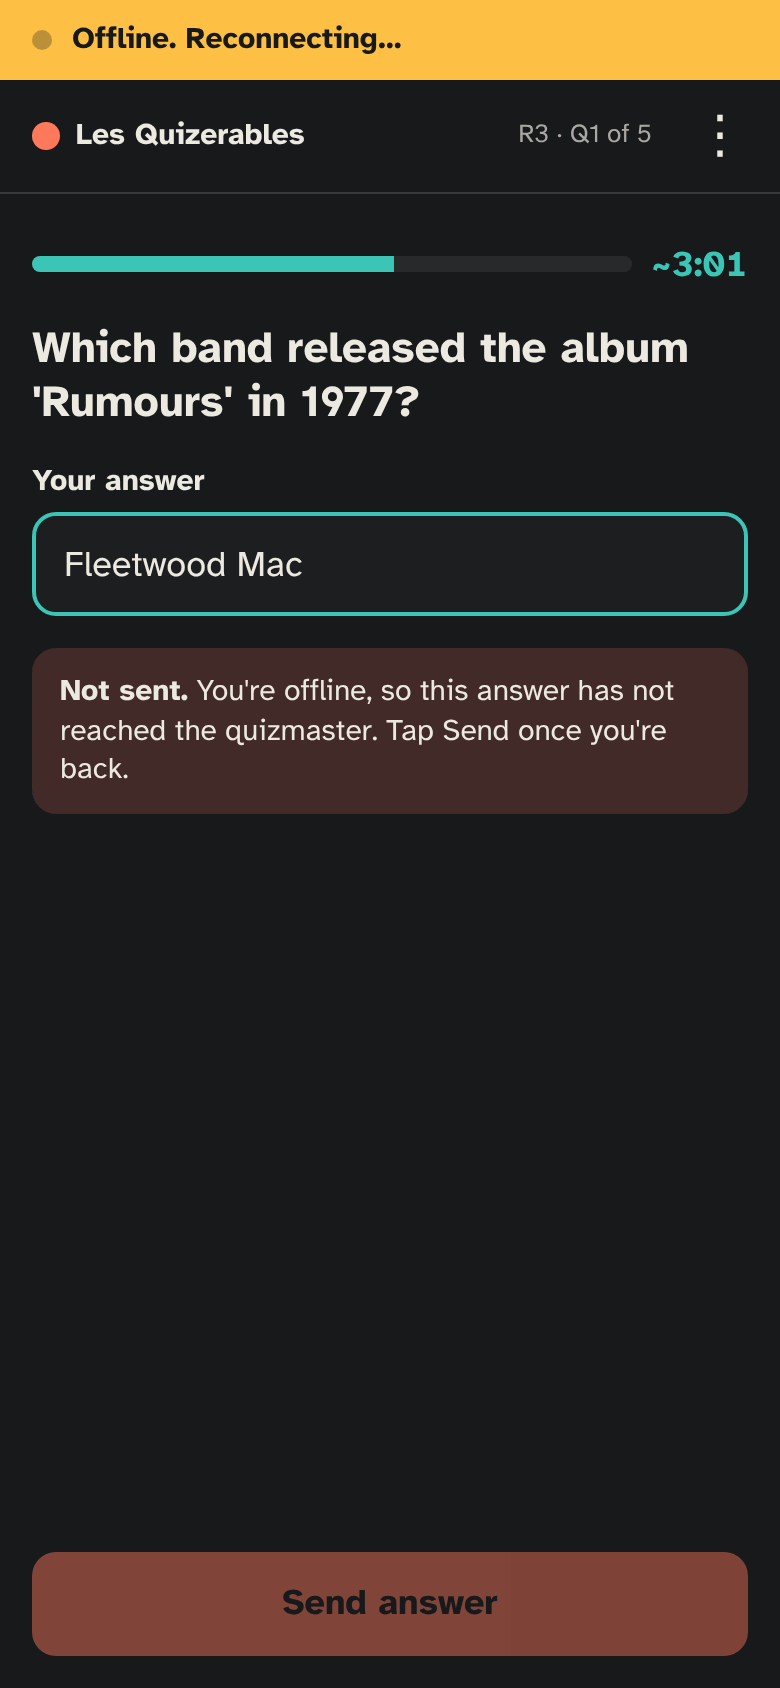 Offline. Reconnecting...
Les Quizerables
R3 · Q1 of 5
~3:01
Which band released the album
'Rumours' in 1977?
Your answer
Fleetwood Mac
Not sent. You're offline, so this answer has not
reached the quizmaster. Tap Send once you're
back.
Send answer